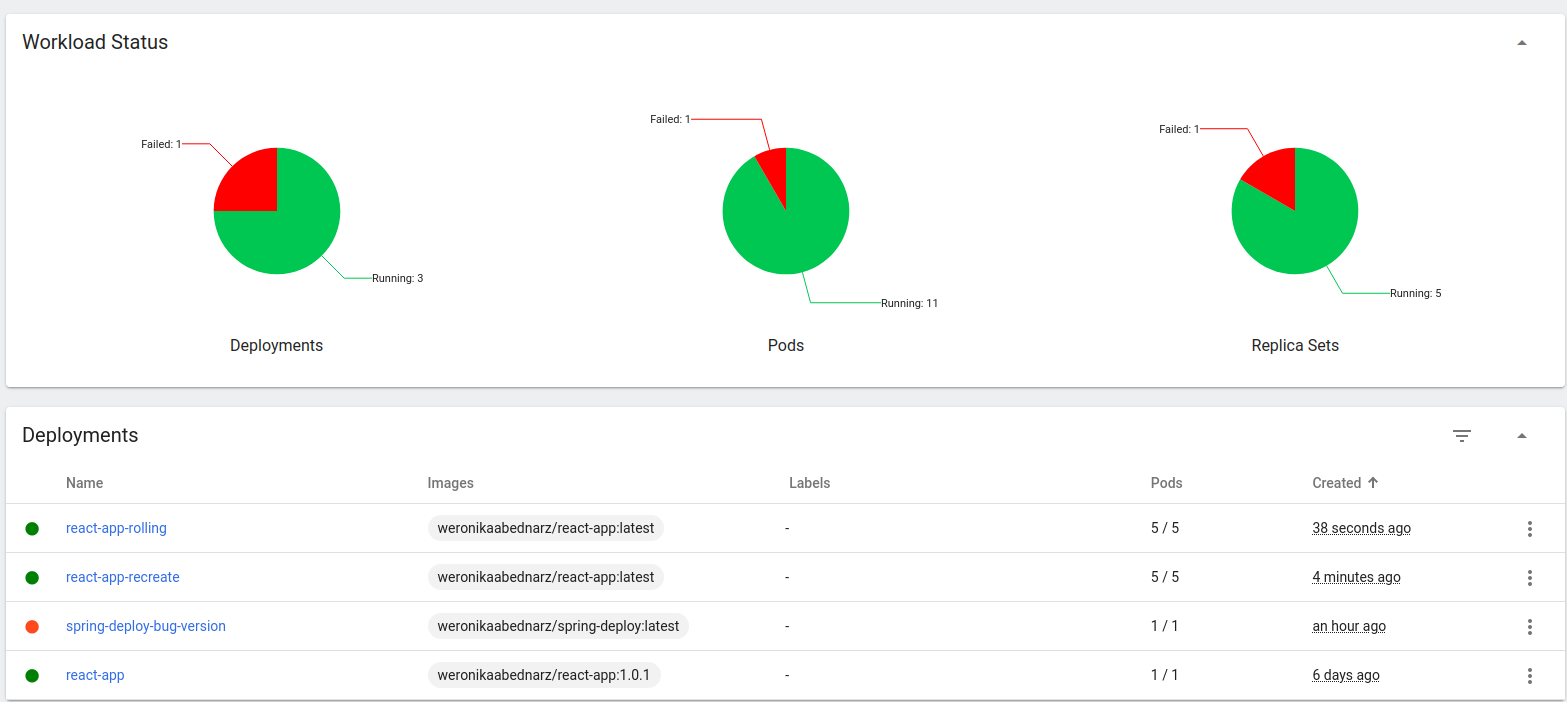 Workload Status
Failed: 1
Running: 3
Deployments
Failed: 1
Running: 11
Pods
Failed: 1
Running: 5
Replica Sets
Deployments
Name Images Labels Pods Created
react-app-rolling weronikaabednarz/react-app:latest - 5 / 5 38 seconds ago
react-app-recreate weronikaabednarz/react-app:latest - 5 / 5 4 minutes ago
spring-deploy-bug-version weronikaabednarz/spring-deploy:latest - 1 / 1 an hour ago
react-app weronikaabednarz/react-app:1.0.1 - 1 / 1 6 days ago